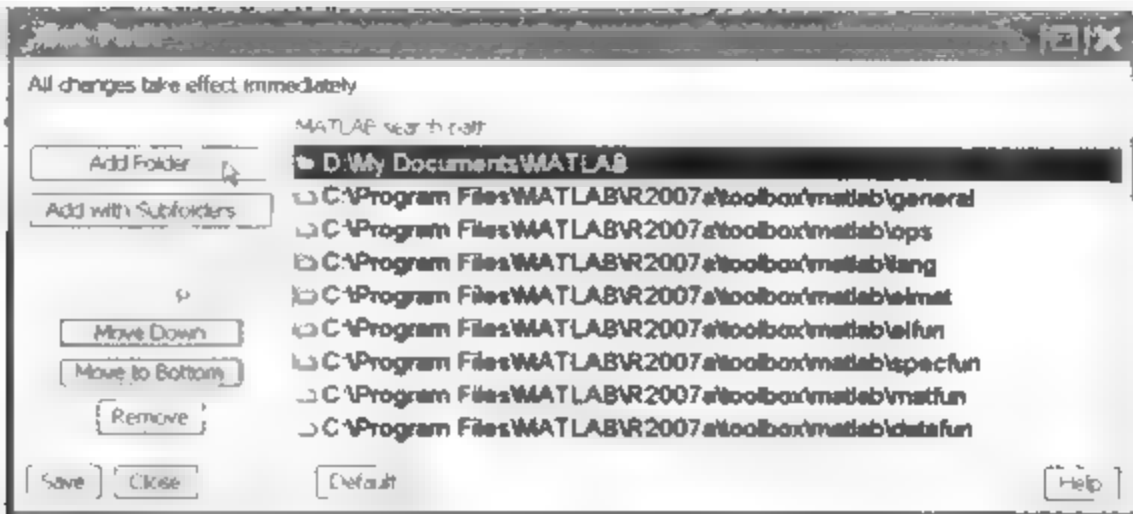 All changes take effect immediately
MATLAB search path
Add Folder
Add with Subfolders
Move Down
Move to Bottom
Remove
D:\My Documents\MATLAB
C:\Program Files\MATLAB\R2007a\toolbox\matlab\general
C:\Program Files\MATLAB\R2007a\toolbox\matlab\ops
C:\Program Files\MATLAB\R2007a\toolbox\matlab\lang
C:\Program Files\MATLAB\R2007a\toolbox\matlab\elmat
C:\Program Files\MATLAB\R2007a\toolbox\matlab\elfun
C:\Program Files\MATLAB\R2007a\toolbox\matlab\specfun
C:\Program Files\MATLAB\R2007a\toolbox\matlab\matfun
C:\Program Files\MATLAB\R2007a\toolbox\matlab\datafun
Save
Close
Default
Help